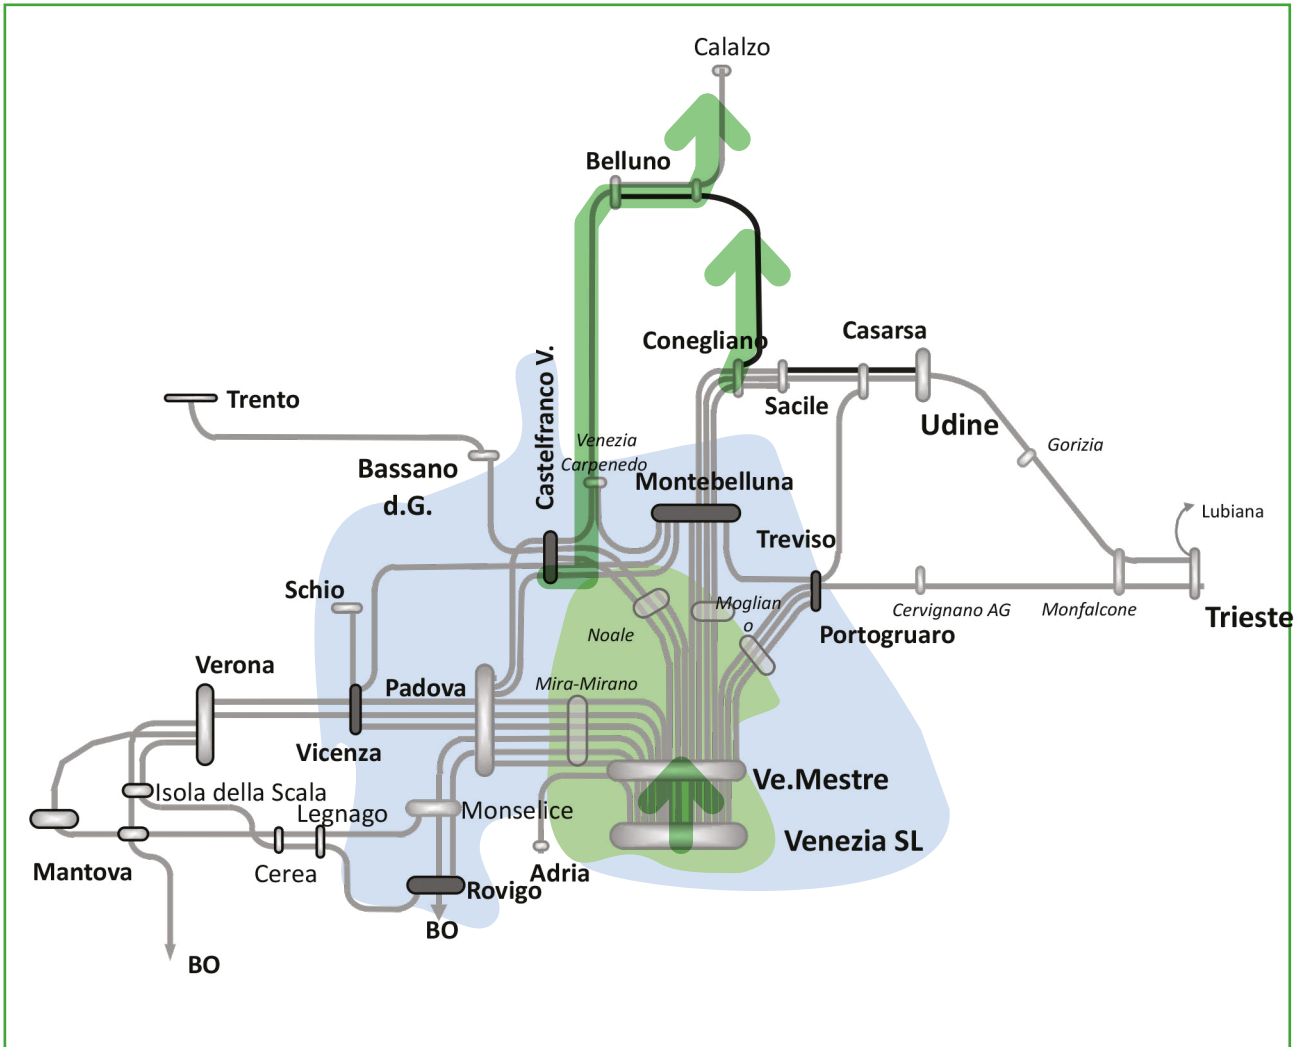 Calalzo
Belluno
Conegliano
Casarsa
Castelfranco V.
Trento
Sacile
Udine
Venezia
Carpenedo
Gorizia
Bassano
d.G.
Montebelluna
Lubiana
Treviso
Schio
Moglian
o
Cervignano AG
Monfalcone
Trieste
Noale
Portogruaro
Verona
Padova
Mira-Mirano
Vicenza
Ve.Mestre
Isola della Scala
Legnago
Monselice
Venezia SL
Mantova
Cerea
Adria
Rovigo
BO
BO